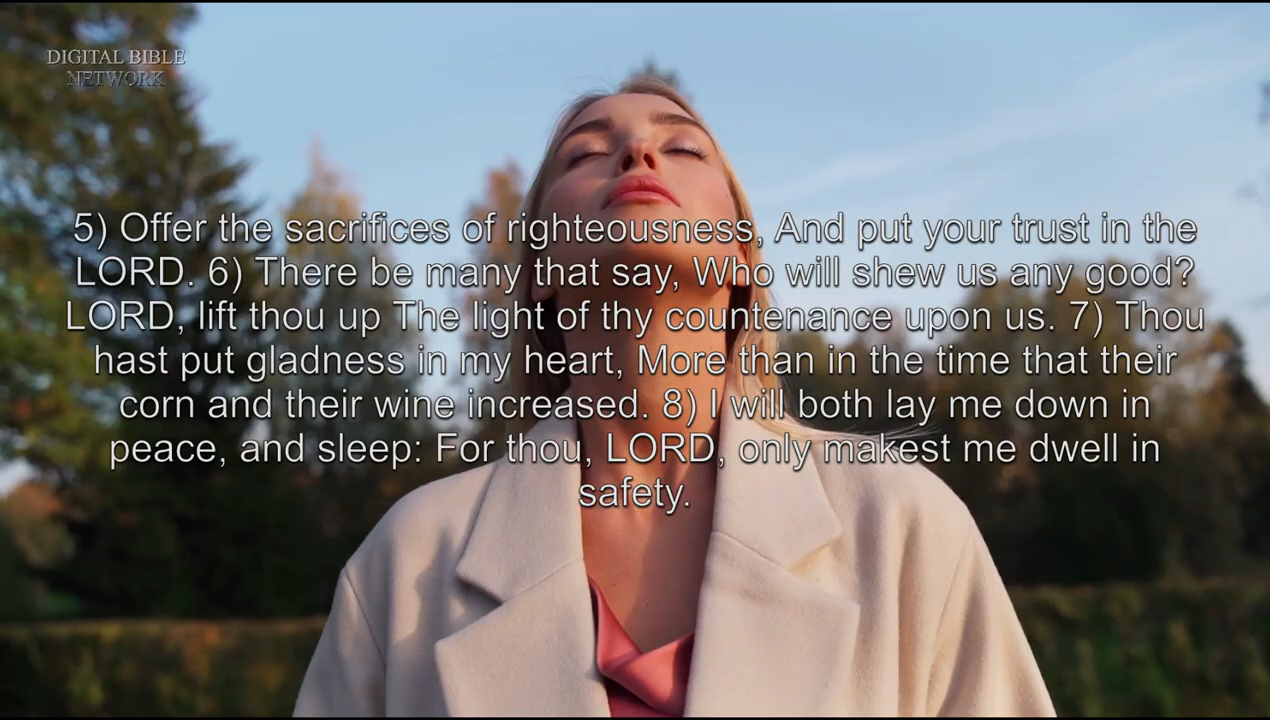 DIGITAL BIBLE
NETWORK
5) Offer the sacrifices of righteousness, And put your trust in the
LORD. 6) There be many that say, Who will shew us any good?
LORD, lift thou up The light of thy countenance upon us. 7) Thou
hast put gladness in my heart, More than in the time that their
corn and their wine increased. 8) I will both lay me down in
peace, and sleep: For thou, LORD, only makest me dwell in
safety.